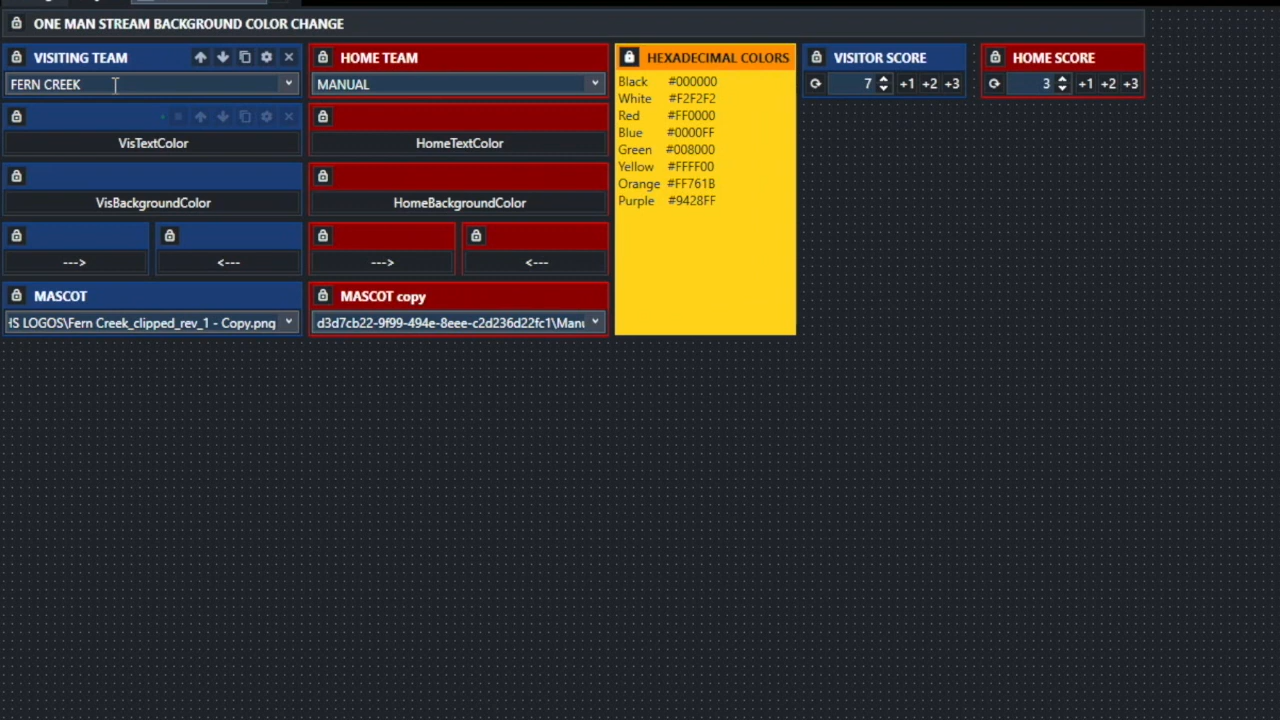 ONE MAN STREAM BACKGROUND COLOR CHANGE
VISITING TEAM
FERN CREEK
VisTextColor
VisBackgroundColor
--->
<---
MASCOT
HS LOGOS\Fern Creek_clipped_rev_1 - Copy.png
HOME TEAM
MANUAL
HomeTextColor
HomeBackgroundColor
--->
<---
MASCOT copy
d3d7cb22-9f99-494e-8eee-c2d236d22fc1\Manu
HEXADECIMAL COLORS
Black #000000
White #F2F2F2
Red #FF0000
Blue #0000FF
Green #008000
Yellow #FFFF00
Orange #FF761B
Purple #9428FF
VISITOR SCORE
7 +1 +2 +3
HOME SCORE
3 +1 +2 +3